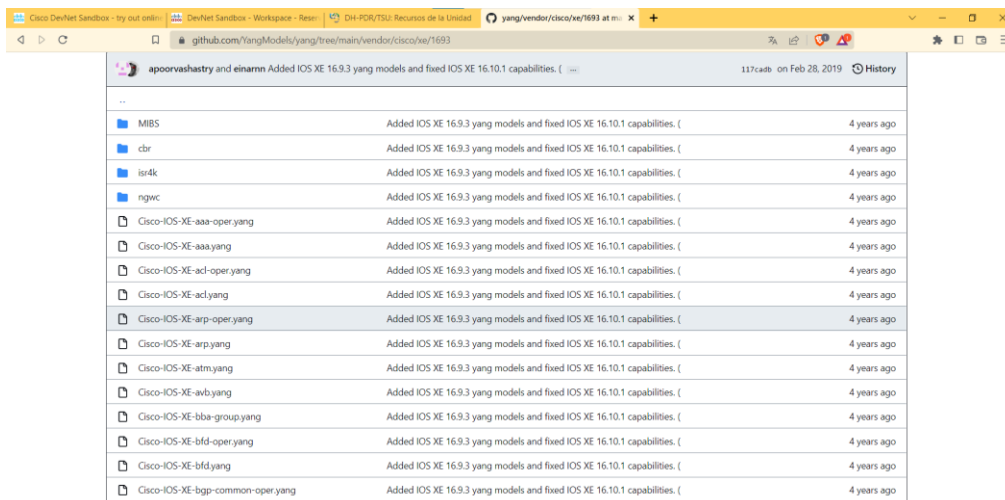 Cisco DevNet Sandbox - try out onlin
DevNet Sandbox - Workspace - Reser
DH-PDR/TSU: Recursos de la Unidad
yang/vendor/cisco/xe/1693 at ma
github.com/YangModels/yang/tree/main/vendor/cisco/xe/1693
apoorvashastry and einarnn Added IOS XE 16.9.3 yang models and fixed IOS XE 16.10.1 capabilities. ( ... 117cadb on Feb 28, 2019 History
..
MIBS Added IOS XE 16.9.3 yang models and fixed IOS XE 16.10.1 capabilities. ( 4 years ago
cbr Added IOS XE 16.9.3 yang models and fixed IOS XE 16.10.1 capabilities. ( 4 years ago
isr4k Added IOS XE 16.9.3 yang models and fixed IOS XE 16.10.1 capabilities. ( 4 years ago
ngwc Added IOS XE 16.9.3 yang models and fixed IOS XE 16.10.1 capabilities. ( 4 years ago
Cisco-IOS-XE-aaa-oper.yang Added IOS XE 16.9.3 yang models and fixed IOS XE 16.10.1 capabilities. ( 4 years ago
Cisco-IOS-XE-aaa.yang Added IOS XE 16.9.3 yang models and fixed IOS XE 16.10.1 capabilities. ( 4 years ago
Cisco-IOS-XE-acl-oper.yang Added IOS XE 16.9.3 yang models and fixed IOS XE 16.10.1 capabilities. ( 4 years ago
Cisco-IOS-XE-acl.yang Added IOS XE 16.9.3 yang models and fixed IOS XE 16.10.1 capabilities. ( 4 years ago
Cisco-IOS-XE-arp-oper.yang Added IOS XE 16.9.3 yang models and fixed IOS XE 16.10.1 capabilities. ( 4 years ago
Cisco-IOS-XE-arp.yang Added IOS XE 16.9.3 yang models and fixed IOS XE 16.10.1 capabilities. ( 4 years ago
Cisco-IOS-XE-atm.yang Added IOS XE 16.9.3 yang models and fixed IOS XE 16.10.1 capabilities. ( 4 years ago
Cisco-IOS-XE-avb.yang Added IOS XE 16.9.3 yang models and fixed IOS XE 16.10.1 capabilities. ( 4 years ago
Cisco-IOS-XE-bba-group.yang Added IOS XE 16.9.3 yang models and fixed IOS XE 16.10.1 capabilities. ( 4 years ago
Cisco-IOS-XE-bfd-oper.yang Added IOS XE 16.9.3 yang models and fixed IOS XE 16.10.1 capabilities. ( 4 years ago
Cisco-IOS-XE-bfd.yang Added IOS XE 16.9.3 yang models and fixed IOS XE 16.10.1 capabilities. ( 4 years ago
Cisco-IOS-XE-bgp-common-oper.yang Added IOS XE 16.9.3 yang models and fixed IOS XE 16.10.1 capabilities. ( 4 years ago